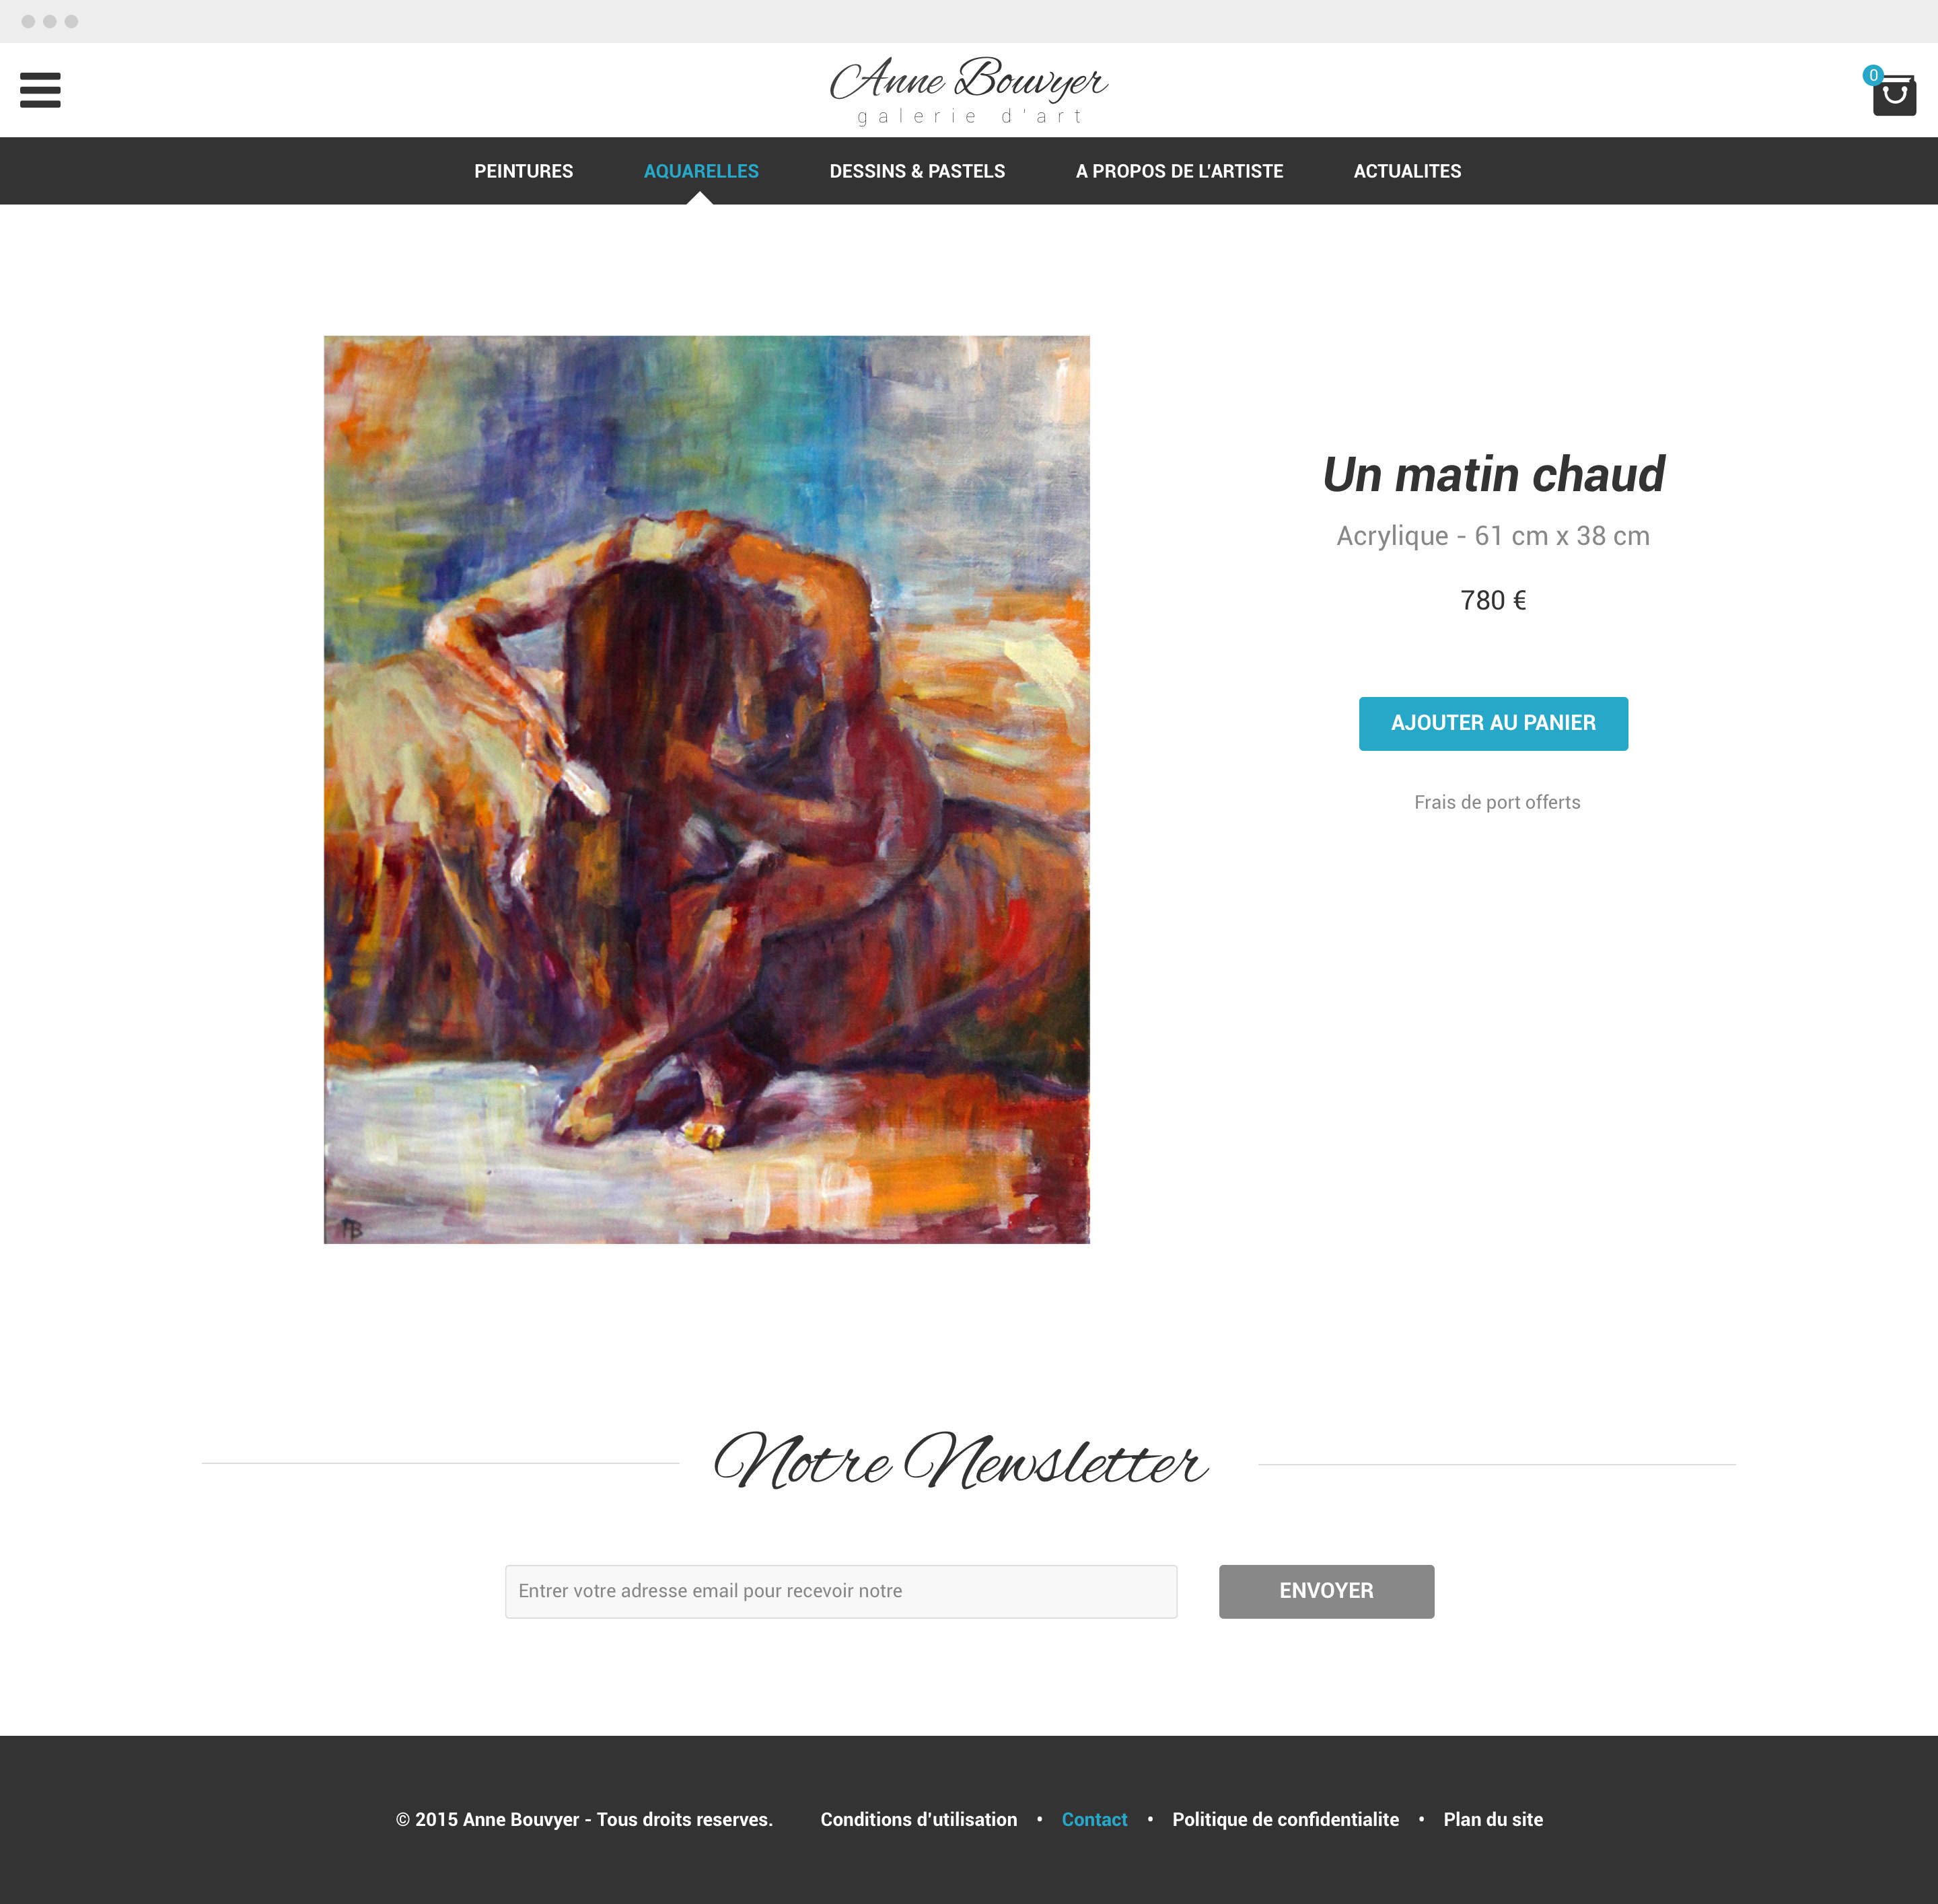 Anne Bouvyer
galerie d'art
0
PEINTURES AQUARELLES DESSINS & PASTELS A PROPOS DE L'ARTISTE ACTUALITES
Un matin chaud
Acrylique - 61 cm x 38 cm
780 €
AJOUTER AU PANIER
Frais de port offerts
AB
Notre Newsletter
Entrer votre adresse email pour recevoir notre ENVOYER
© 2015 Anne Bouvyer - Tous droits reserves. Conditions d'utilisation • Contact • Politique de confidentialite • Plan du site